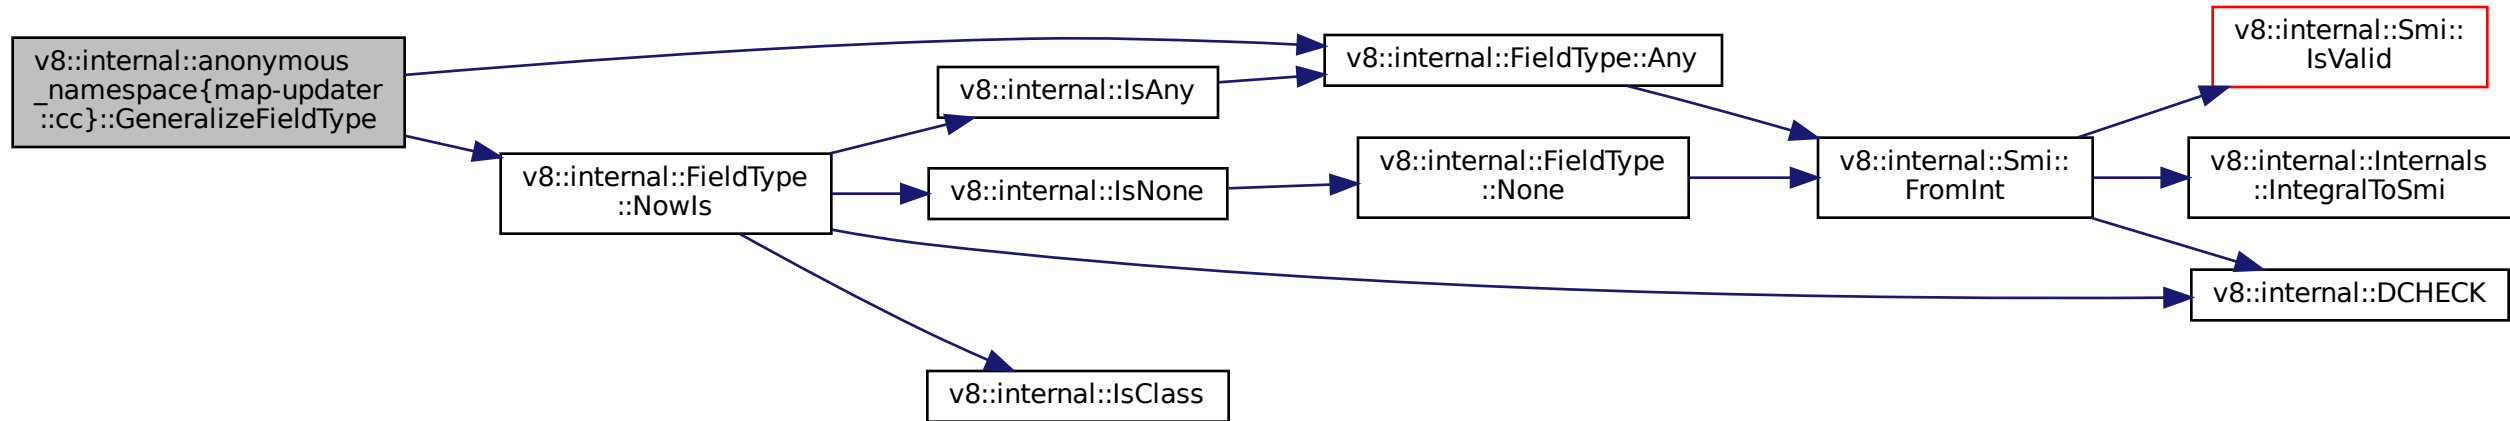 v8::internal::anonymous
_namespace{map-updater
::cc}::GeneralizeFieldType
v8::internal::FieldType
::NowIs
v8::internal::IsAny
v8::internal::IsNone
v8::internal::IsClass
v8::internal::FieldType::Any
v8::internal::FieldType
::None
v8::internal::Smi::
FromInt
v8::internal::Smi::
IsValid
v8::internal::Internals
::IntegralToSmi
v8::internal::DCHECK